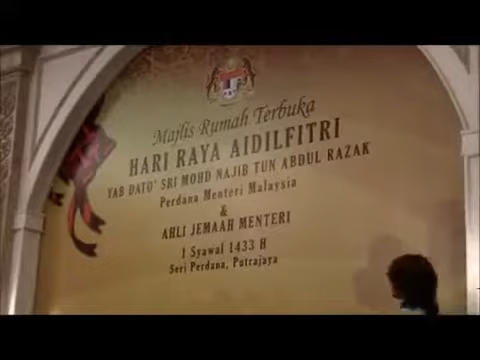 Majlis Rumah Terbuka
HARI RAYA AIDILFITRI
YAB DATO' SRI MOHD NAJIB TUN ABDUL RAZAK
Perdana Menteri Malaysia
&
AHLI JEMAAH MENTERI
1 Syawal 1433 H
Seri Perdana, Putrajaya